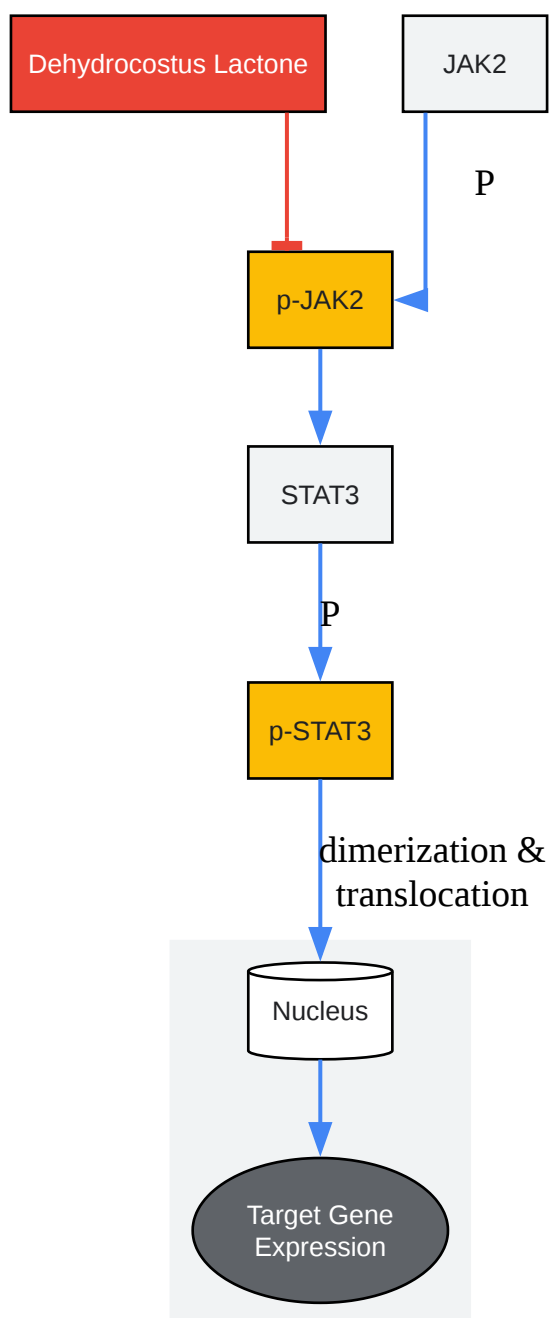 Dehydrocostus Lactone
JAK2
P
p-JAK2
STAT3
P
p-STAT3
dimerization &
translocation
Nucleus
Target Gene
Expression